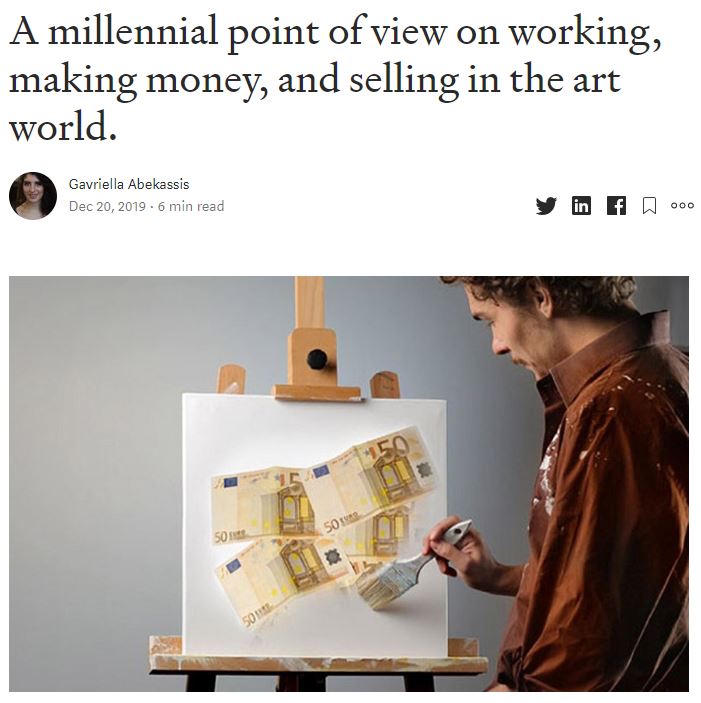 A millennial point of view on working,
making money, and selling in the art
world.
Gavriella Abekassis
Dec 20, 2019 · 6 min read
50
50 EURO
50 EURO
50 EURO